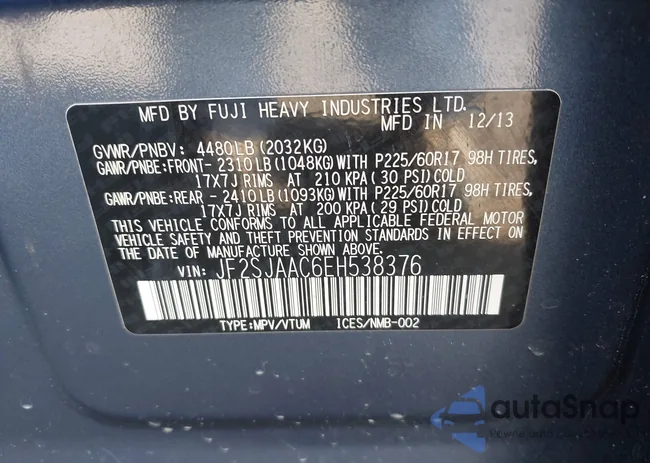 MFD BY FUJI HEAVY INDUSTRIES LTD.
MFD IN 12/13
GVWR/PNBV: 4480LB(2032KG)
GAWR/PNBE:FRONT- 2310LB(1048KG)WITH P225/60R17 98H TIRES,
17X7J RIMS AT 210 KPA( 30 PSI)COLD
GAWR/PNBE:REAR - 2410LB(1093KG)WITH P225/60R17 98H TIRES,
17X7J RIMS AT 200 KPA( 29 PSI)COLD
THIS VEHICLE CONFORMS TO ALL APPLICABLE FEDERAL MOTOR
VEHICLE SAFETY AND THEFT PREVENTION STANDARDS IN EFFECT ON
THE DATE OF MANUFACTURE SHOWN ABOVE.
VIN: JF2SJAAC6EH538376
TYPE:MPV/VTUM ICES/NMB-002
autoSnap